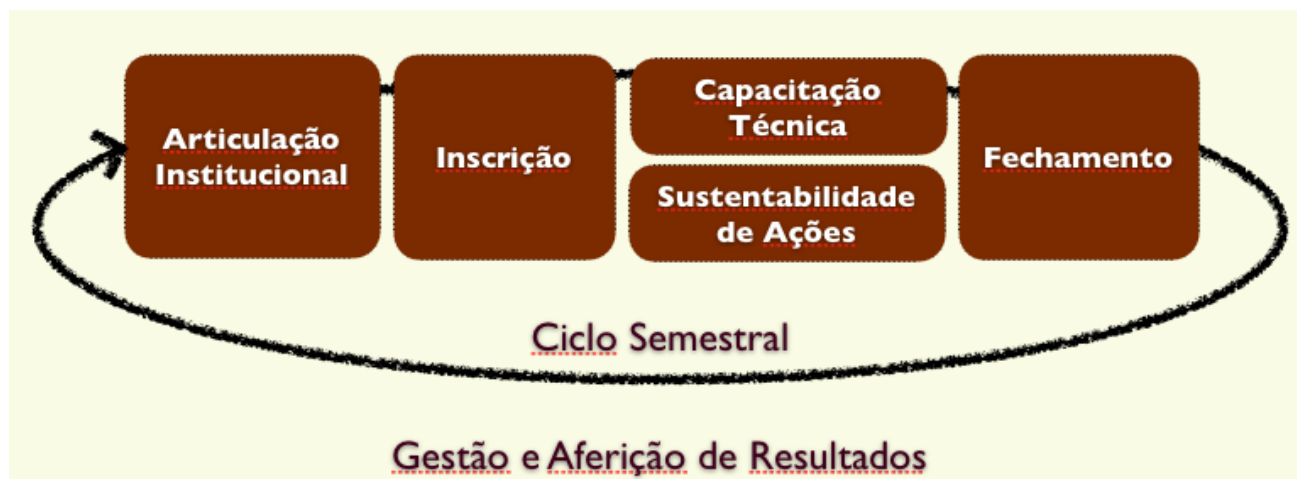 Articulação
Institucional
Inscrição
Capacitação
Técnica
Sustentabilidade
de Ações
Fechamento
Ciclo Semestral
Gestão e Aferição de Resultados